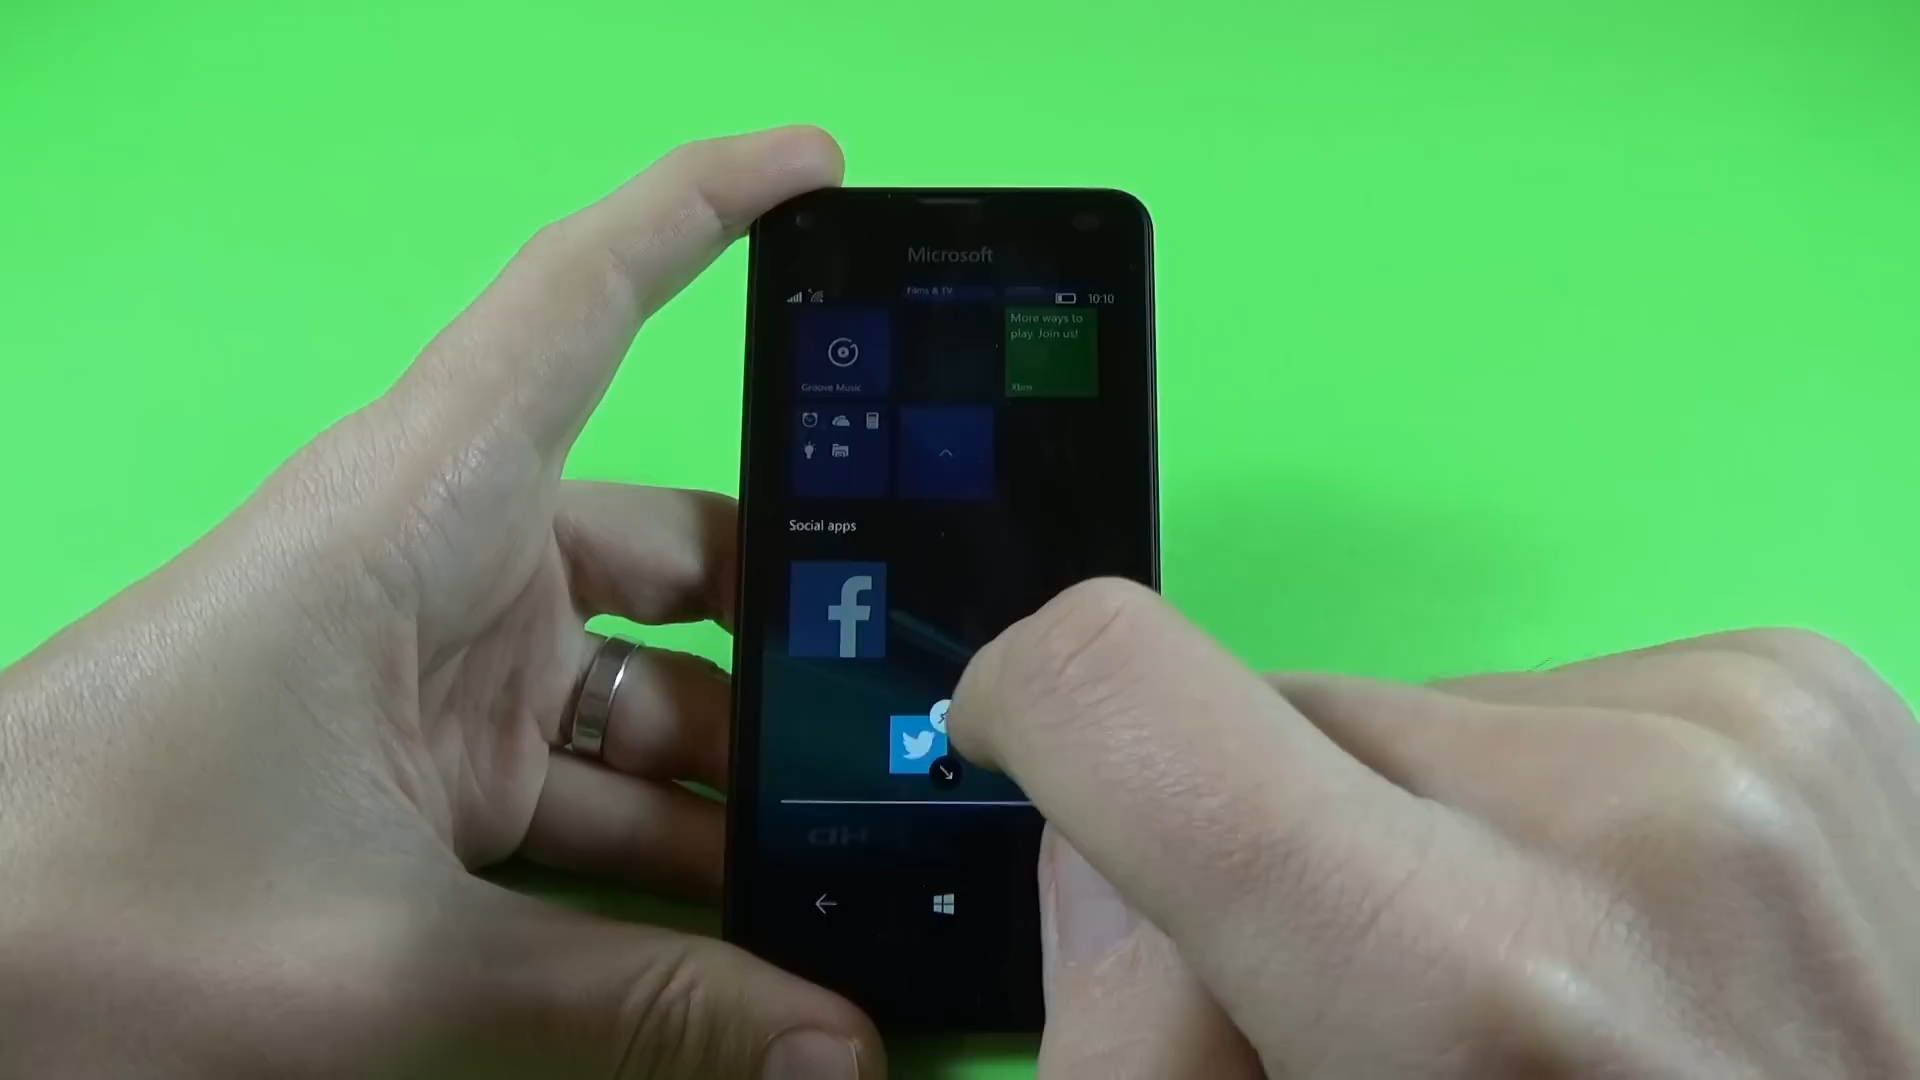 Microsoft
Films & TV
10:10
More ways to
play. Join us!
Groove Music
Xbox
Social apps